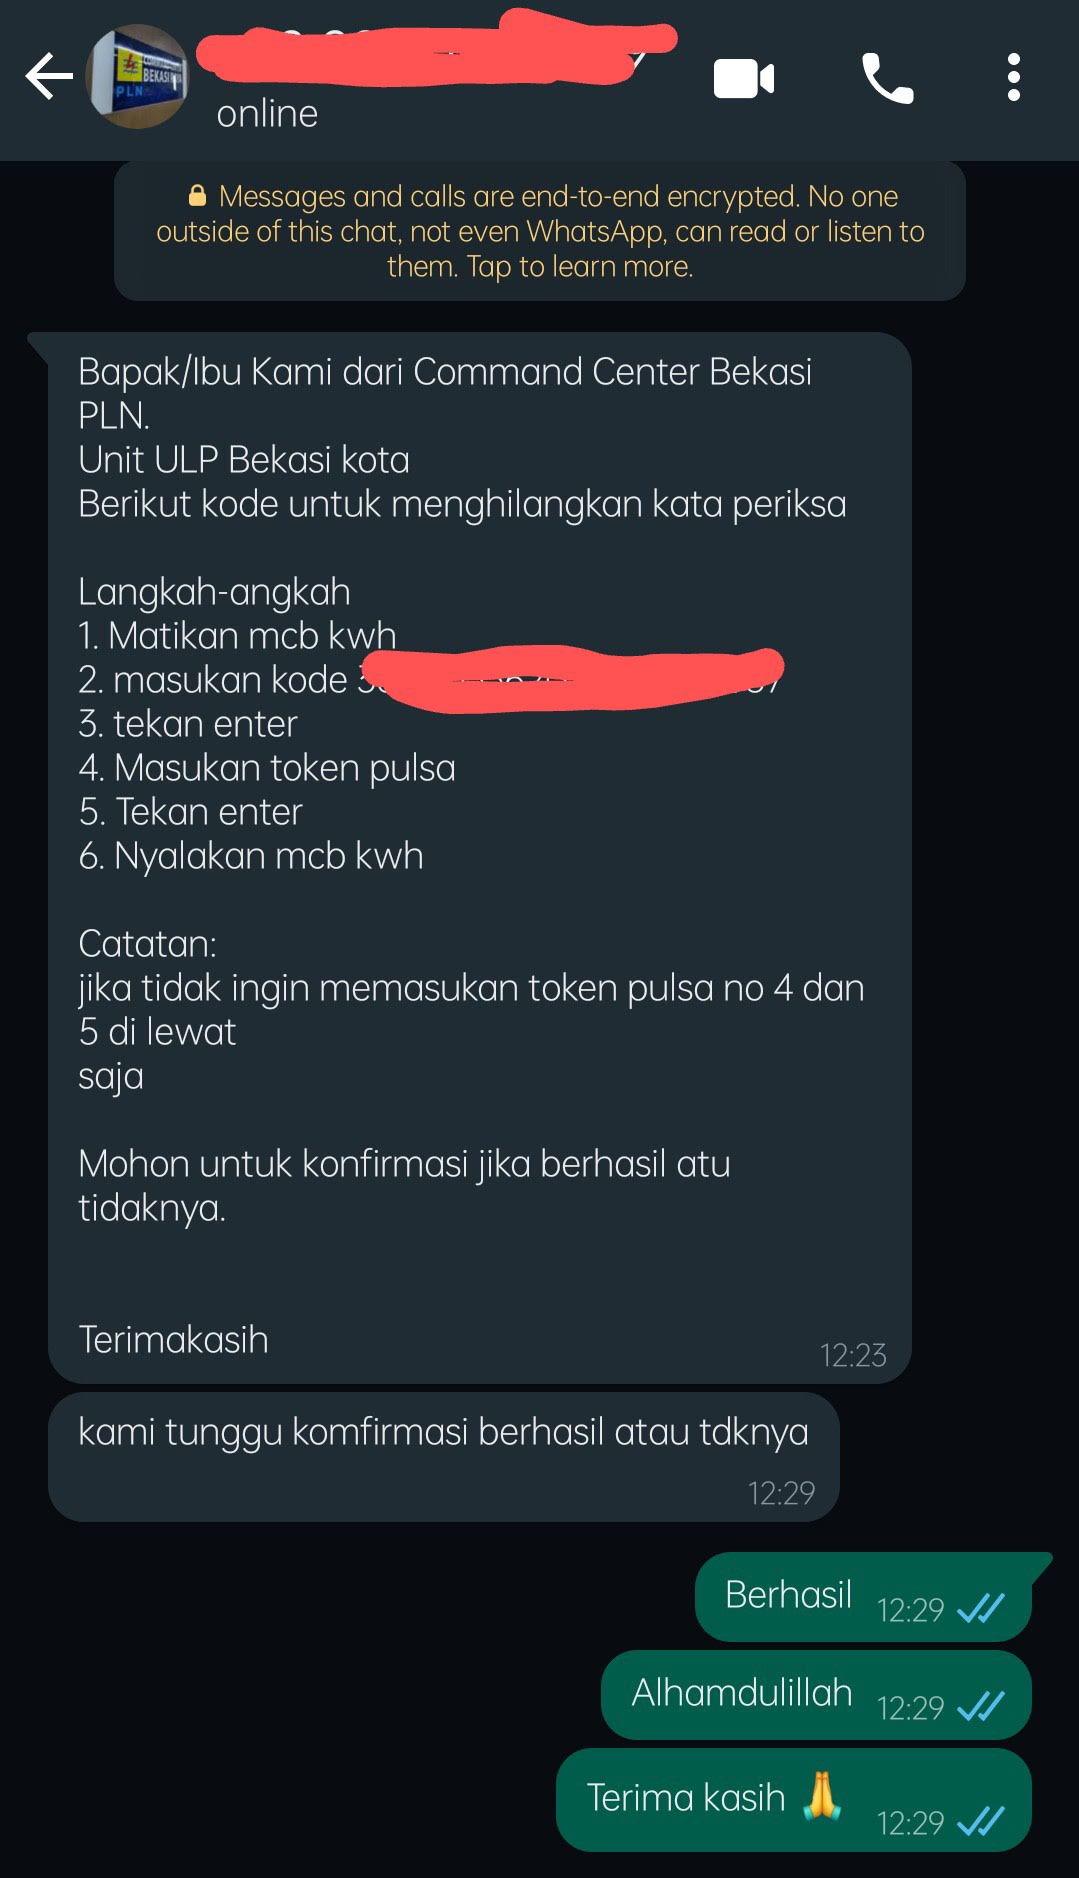 BEKASI
PLN
online
Messages and calls are end-to-end encrypted. No one
outside of this chat, not even WhatsApp, can read or listen to
them. Tap to learn more.
Bapak/Ibu Kami dari Command Center Bekasi
PLN.
Unit ULP Bekasi kota
Berikut kode untuk menghilangkan kata periksa
Langkah-angkah
1. Matikan mcb kwh
2. masukan kode
3. tekan enter
4. Masukan token pulsa
5. Tekan enter
6. Nyalakan mcb kwh
Catatan:
jika tidak ingin memasukan token pulsa no 4 dan
5 di lewat
saja
Mohon untuk konfirmasi jika berhasil atu
tidaknya.
Terimakasih
12:23
kami tunggu komfirmasi berhasil atau tdknya
12:29
Berhasil 12:29
Alhamdulillah 12:29
Terima kasih 🙏 12:29